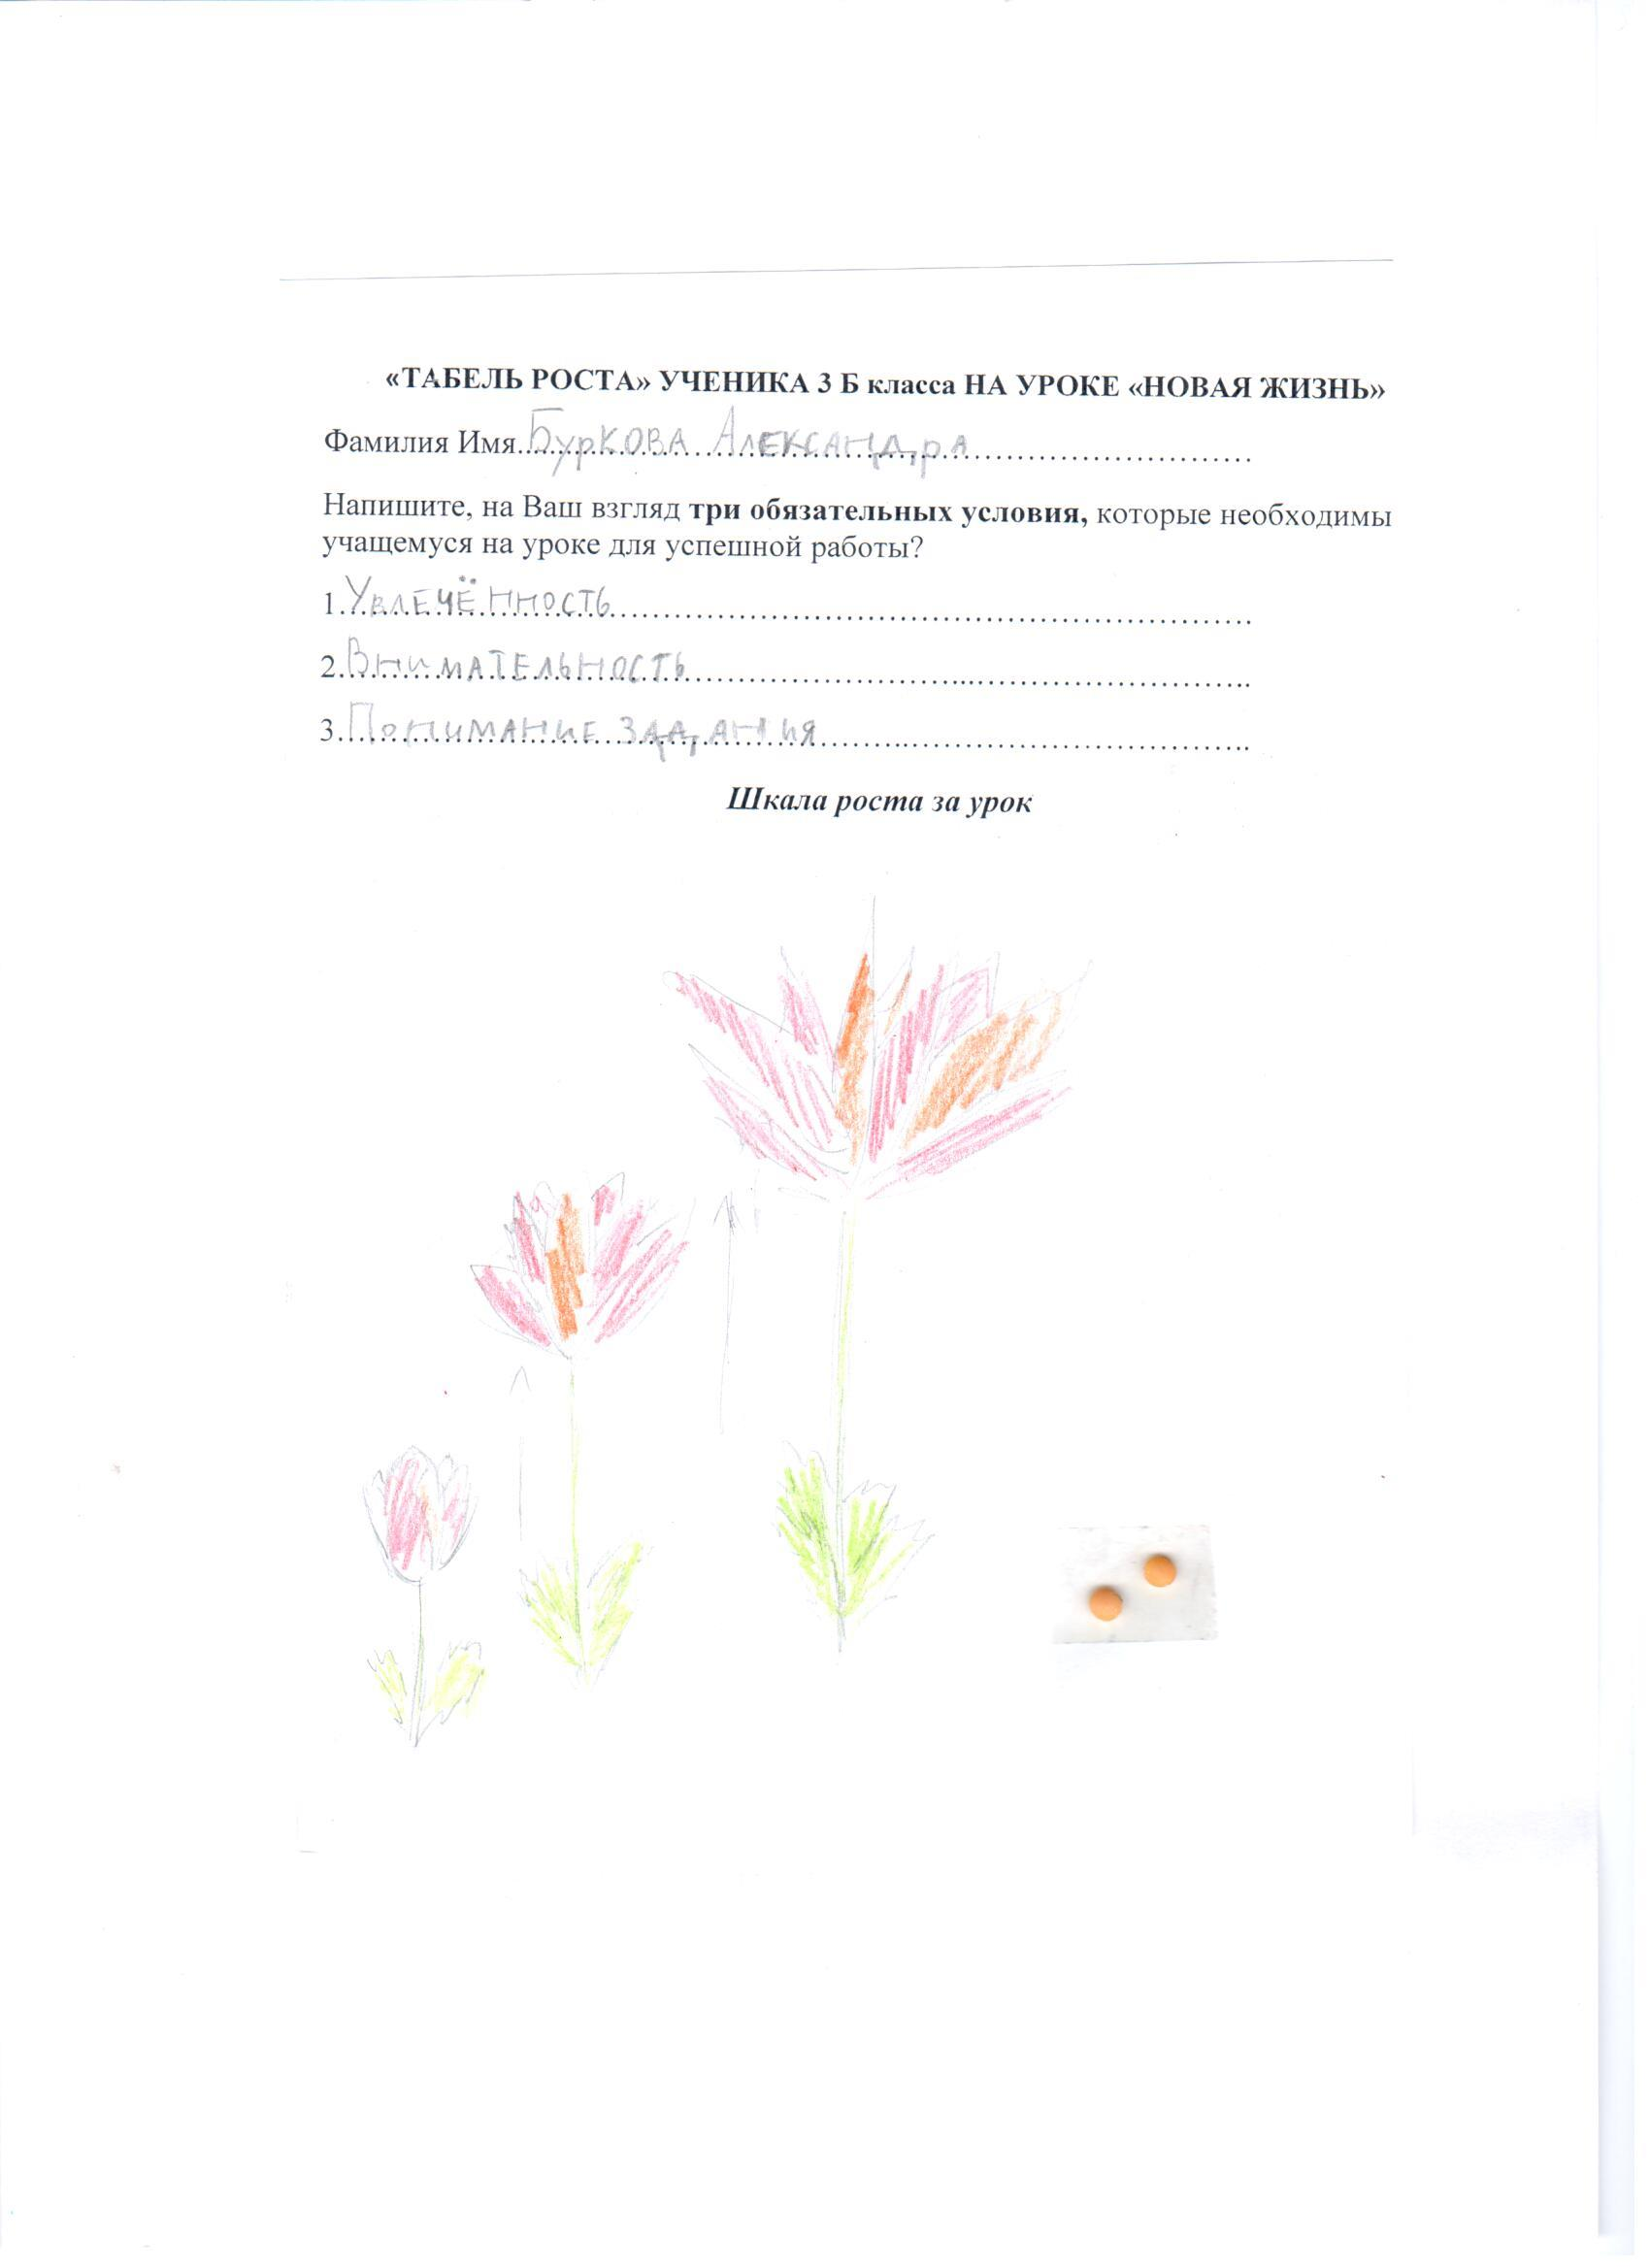 «ТАБЕЛЬ РОСТА» УЧЕНИКА 3 Б класса НА УРОКЕ «НОВАЯ ЖИЗНЬ»
Фамилия Имя Буркова Александра
Напишите, на Ваш взгляд три обязательных условия, которые необходимы
учащемуся на уроке для успешной работы?
1. Увлечённость
2. Внимательность
3. Понимание задания
Шкала роста за урок